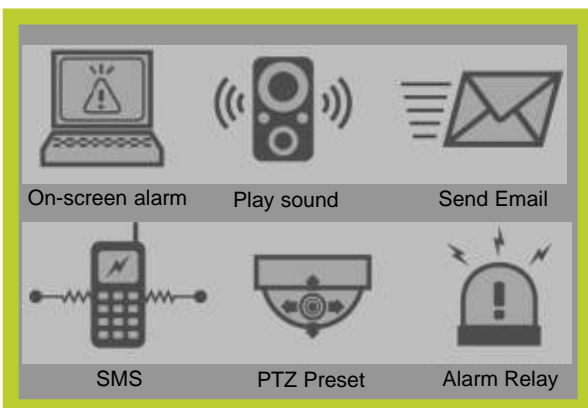 On-screen alarm
Play sound
Send Email
SMS
PTZ Preset
Alarm Relay